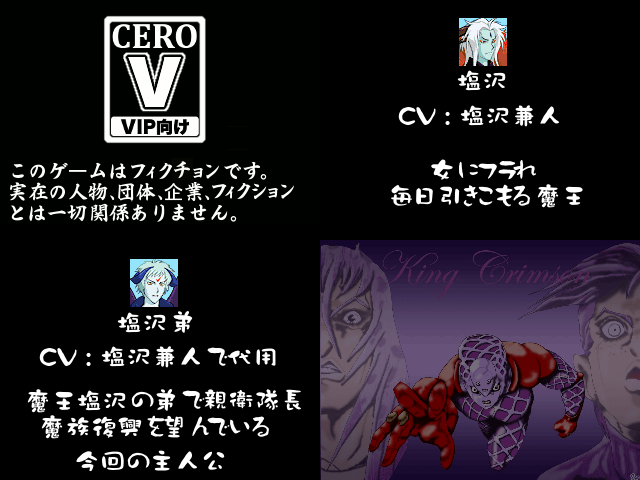 CERO
V
VIP向け
このゲームはフィクチョンです。
実在の人物、団体、企業、フィクション
とは一切関係ありません。
塩沢
CV：塩沢兼人
女にフラれ
毎日引きこもる魔王
塩沢弟
CV：塩沢兼人で代用
魔王塩沢の弟で親衛隊長
魔族復興を望んでいる
今回の主人公
King Crimson